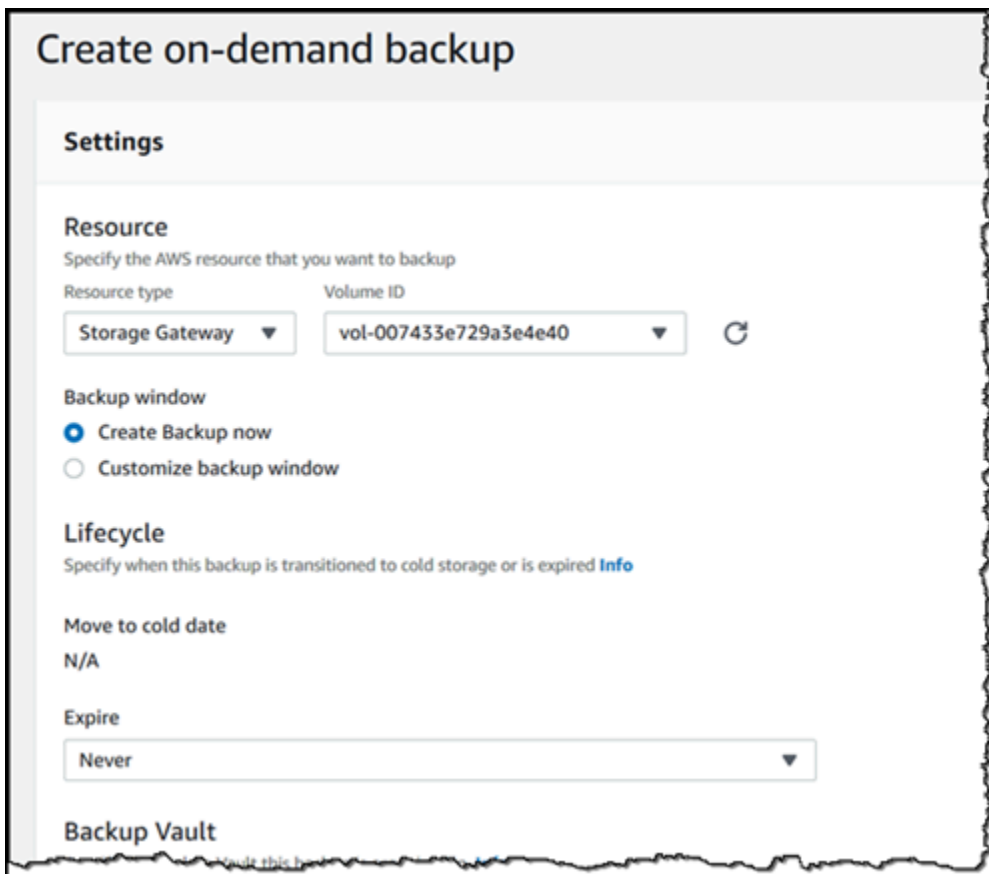 Create on-demand backup
Settings
Resource
Specify the AWS resource that you want to backup
Resource type Volume ID
Storage Gateway vol-007433e729a3e4e40
Backup window
Create Backup now
Customize backup window
Lifecycle
Specify when this backup is transitioned to cold storage or is expired Info
Move to cold date
N/A
Expire
Never
Backup Vault
Vault this